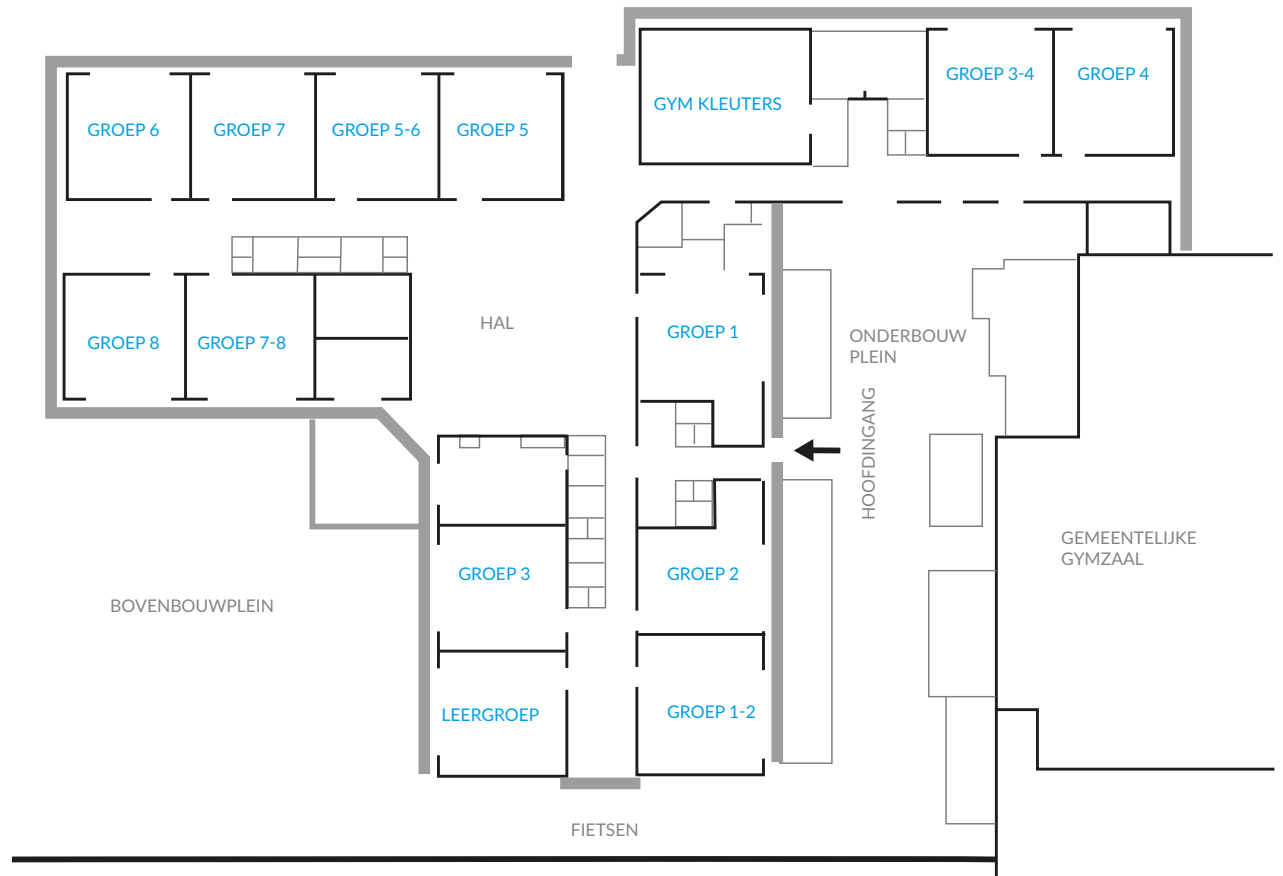 GROEP 3-4
GROEP 4
GYM KLEUTERS
GROEP 6
GROEP 7
GROEP 5-6
GROEP 5
HAL
GROEP 1
ONDERBOUW
PLEIN
GROEP 8
GROEP 7-8
HOOFDINGANG
GEMEENTELIJKE
GYMZAAL
GROEP 3
GROEP 2
BOVENBOUWPLEIN
LEERGROEP
GROEP 1-2
FIETSEN